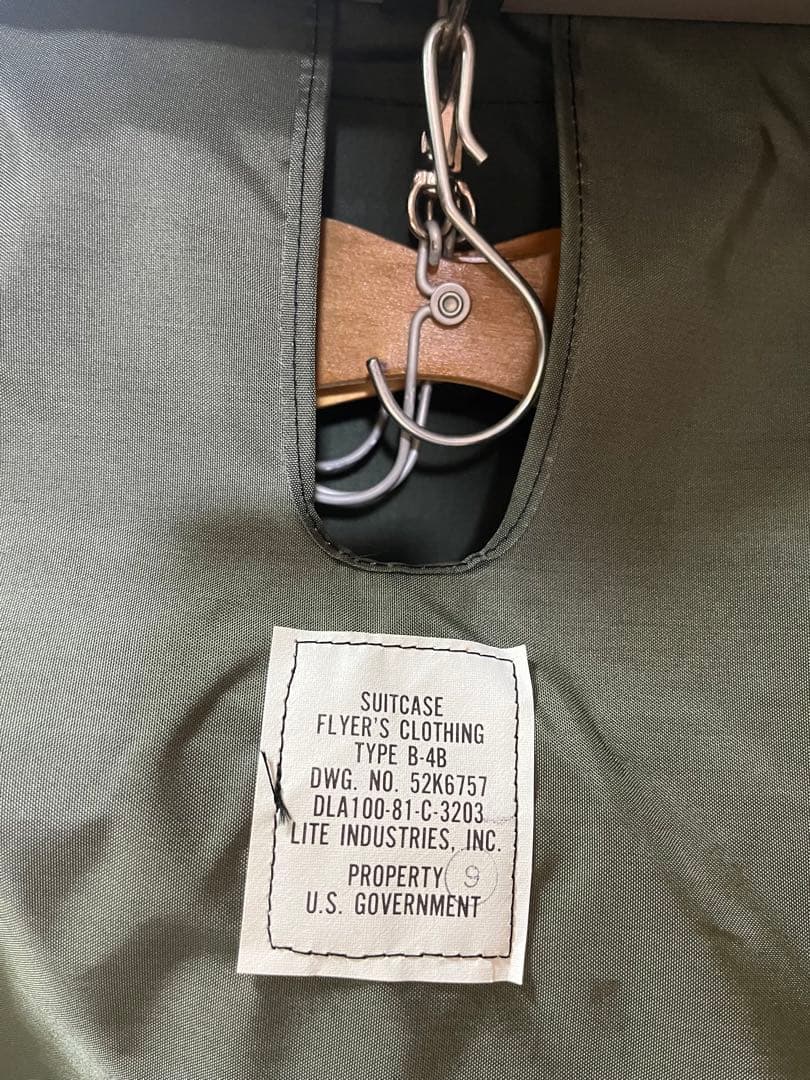 SUITCASE
FLYER'S CLOTHING
TYPE B-4B
DWG. NO. 52K6757
DLA100-81-C-3203
LITE INDUSTRIES, INC.
PROPERTY 9
U.S. GOVERNMENT